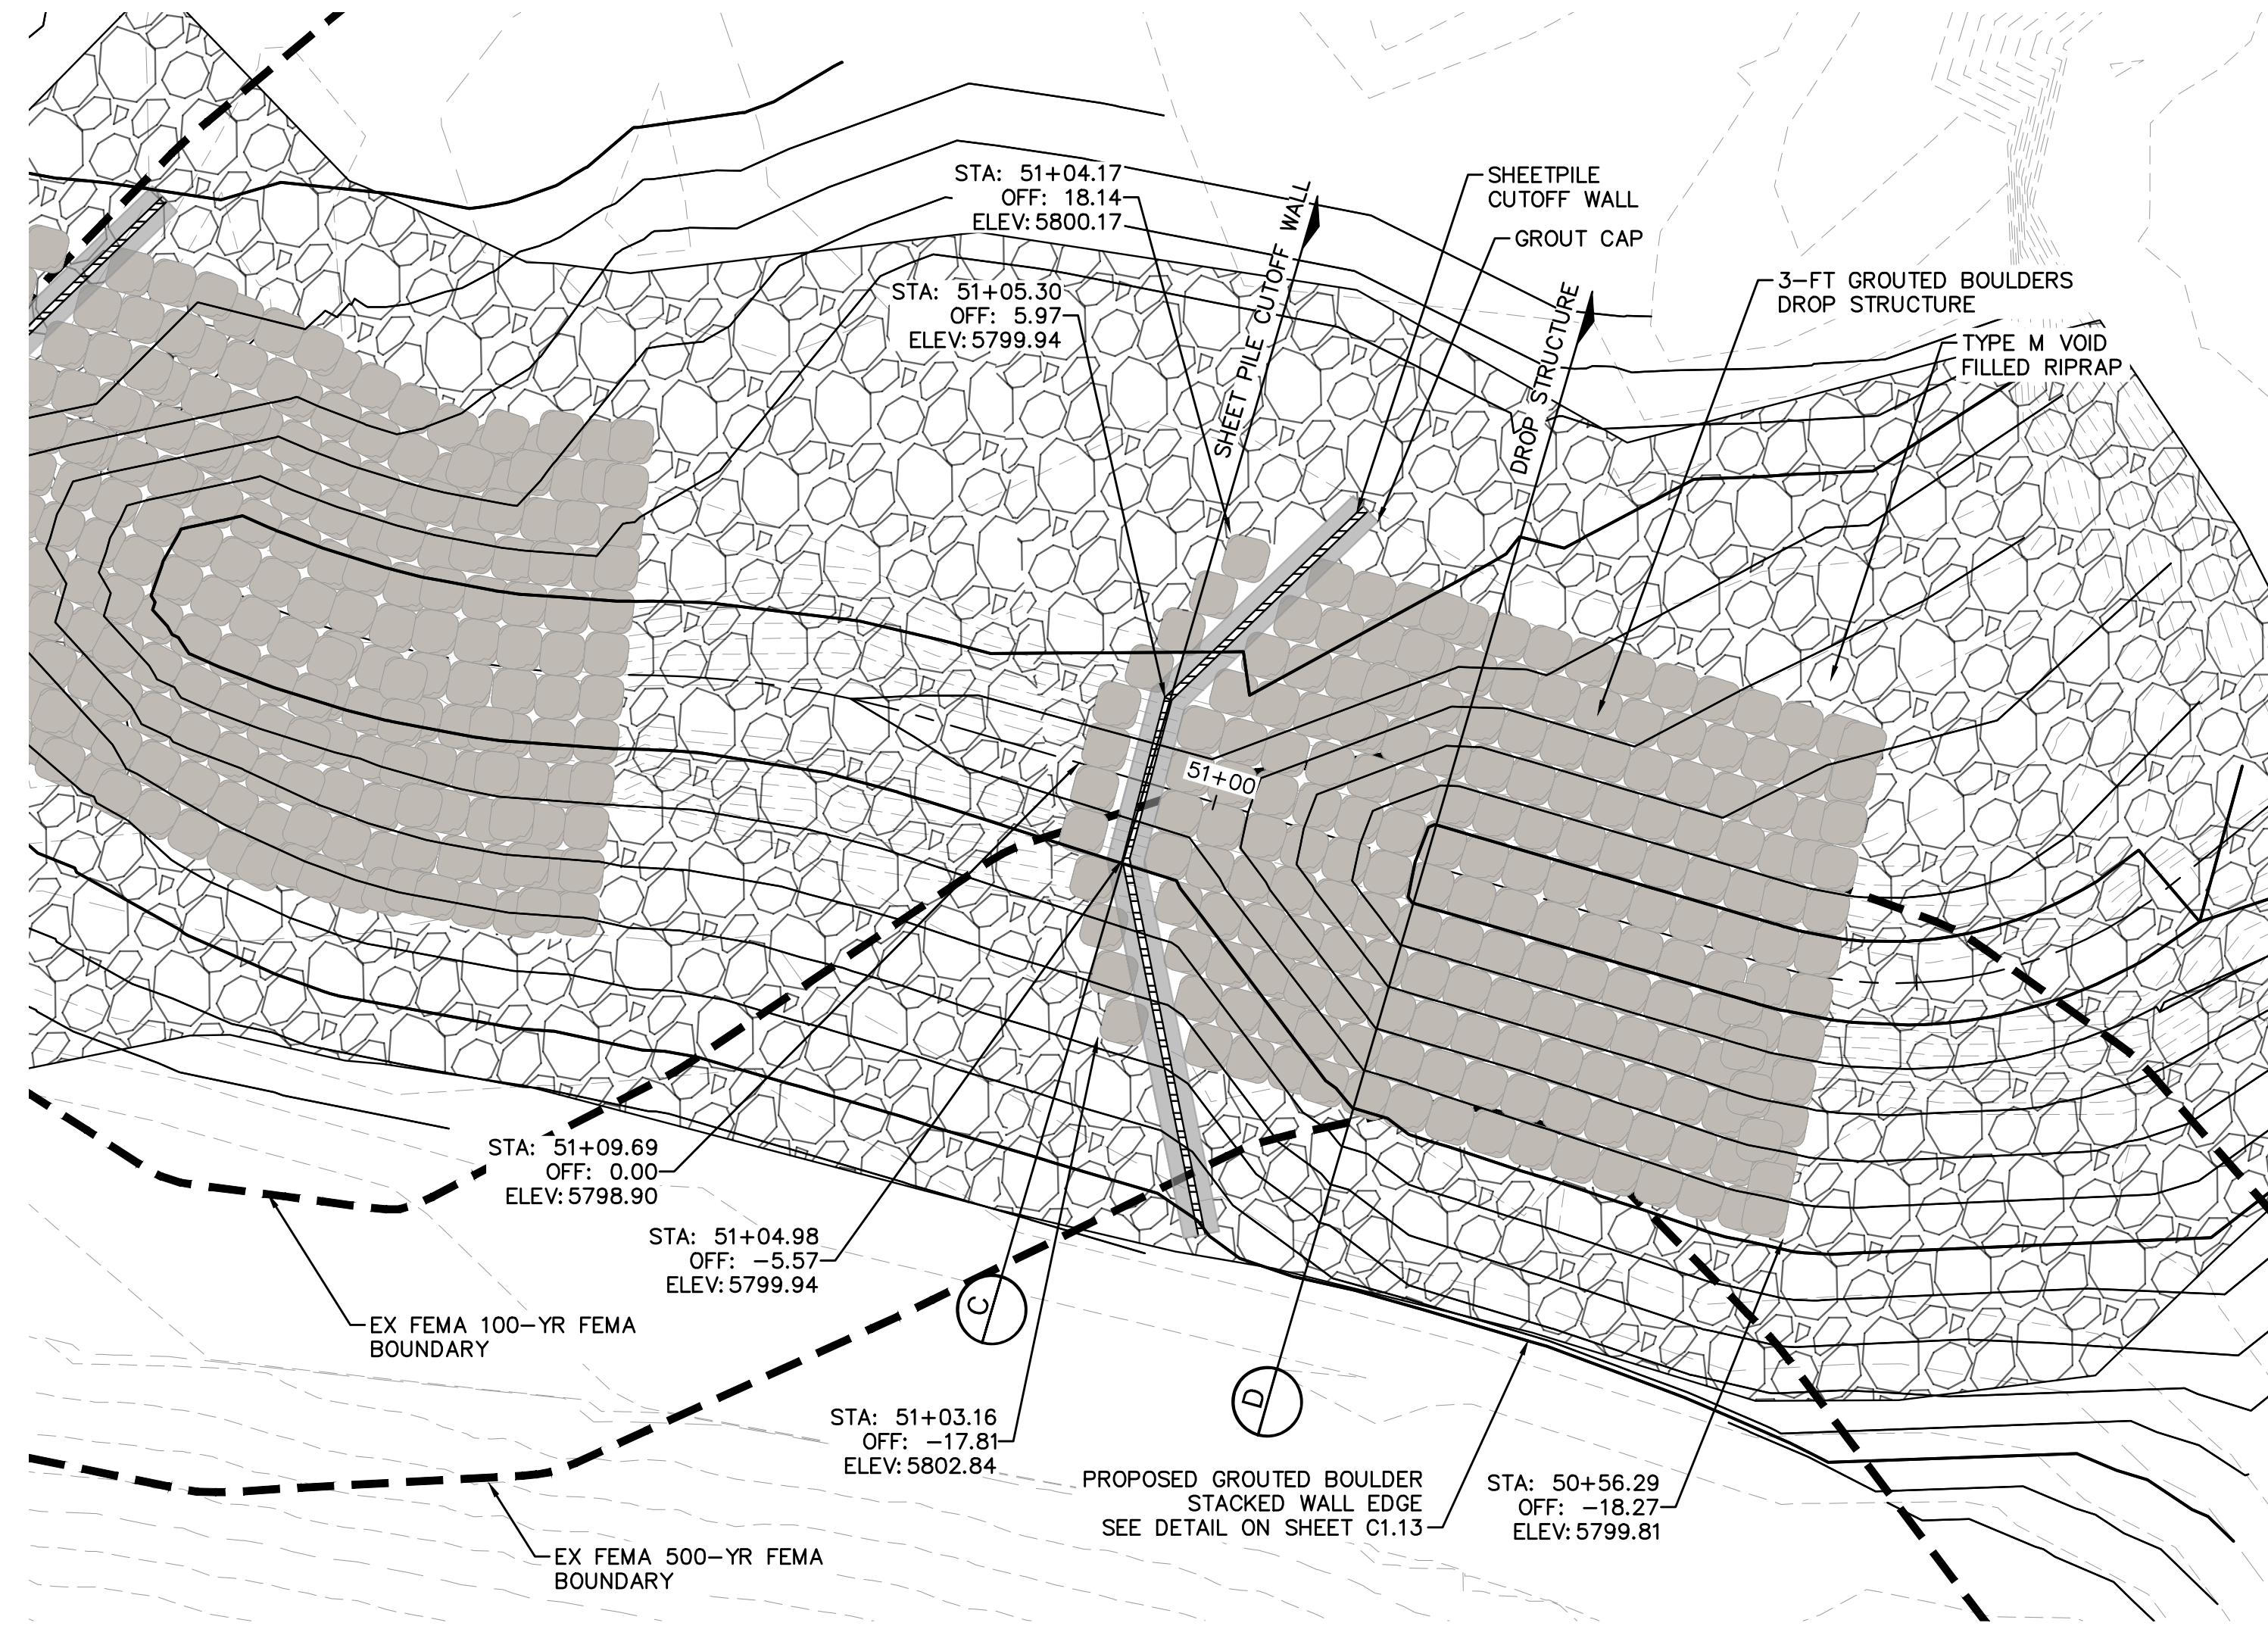 STA: 51+04.17
OFF: 18.14
ELEV: 5800.17
SHEETPILE
CUTOFF WALL
GROUT CAP
SHEET PILE CUTOFF WALL
STA: 51+05.30
OFF: 5.97
ELEV: 5799.94
DROP STRUCTURE
3-FT GROUTED BOULDERS
DROP STRUCTURE
TYPE M VOID
FILLED RIPRAP
51+00
STA: 51+09.69
OFF: 0.00
ELEV: 5798.90
STA: 51+04.98
OFF: -5.57
ELEV: 5799.94
C
EX FEMA 100-YR FEMA
BOUNDARY
D
STA: 51+03.16
OFF: -17.81
ELEV: 5802.84
PROPOSED GROUTED BOULDER
STACKED WALL EDGE
SEE DETAIL ON SHEET C1.13
STA: 50+56.29
OFF: -18.27
ELEV: 5799.81
EX FEMA 500-YR FEMA
BOUNDARY